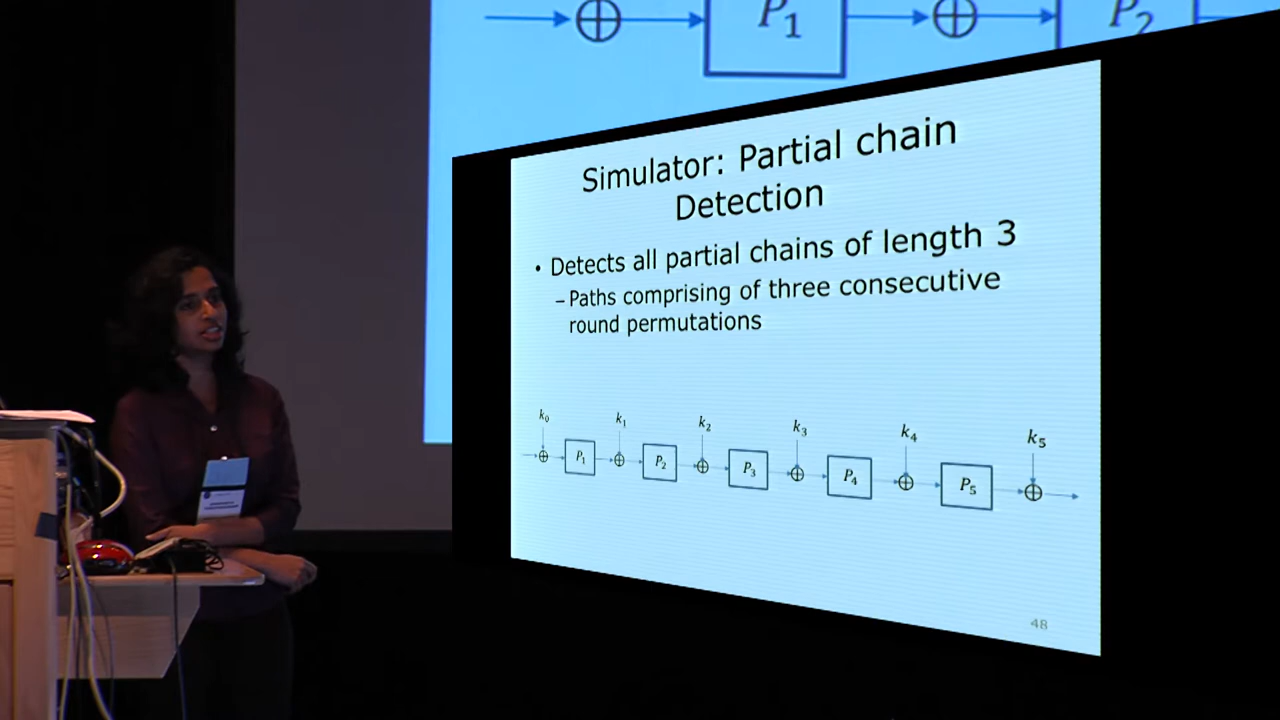 P₁ P₂
Simulator: Partial chain
Detection
• Detects all partial chains of length 3
– Paths comprising of three consecutive
round permutations
k₀ k₁ k₂ k₃ k₄ k₅
P₁ P₂ P₃ P₄ P₅
48